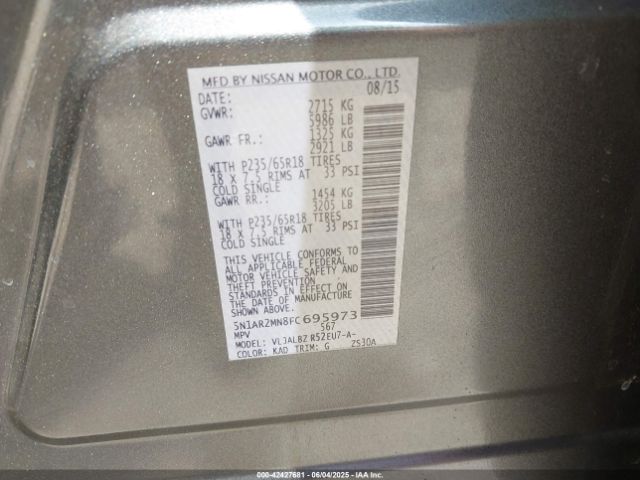 MFD BY NISSAN MOTOR CO., LTD.
DATE: 08/15
GVWR: 2715 KG
5986 LB
GAWR FR.: 1325 KG
2921 LB
WITH P235/65R18 TIRES
18 X 7.5 RIMS AT 33 PSI
COLD SINGLE
GAWR RR.: 1454 KG
3205 LB
WITH P235/65R18 TIRES
18 X 7.5 RIMS AT 33 PSI
COLD SINGLE
THIS VEHICLE CONFORMS TO
ALL APPLICABLE FEDERAL
MOTOR VEHICLE SAFETY AND
THEFT PREVENTION
STANDARDS IN EFFECT ON
THE DATE OF MANUFACTURE
SHOWN ABOVE.
5N1AR2MN8FC695973
MPV 567
MODEL: VLJALBZ R52EU7-A-
COLOR: KAD TRIM: G ZS30A
000-42427681 | 06/04/2025 | IAAI.COM